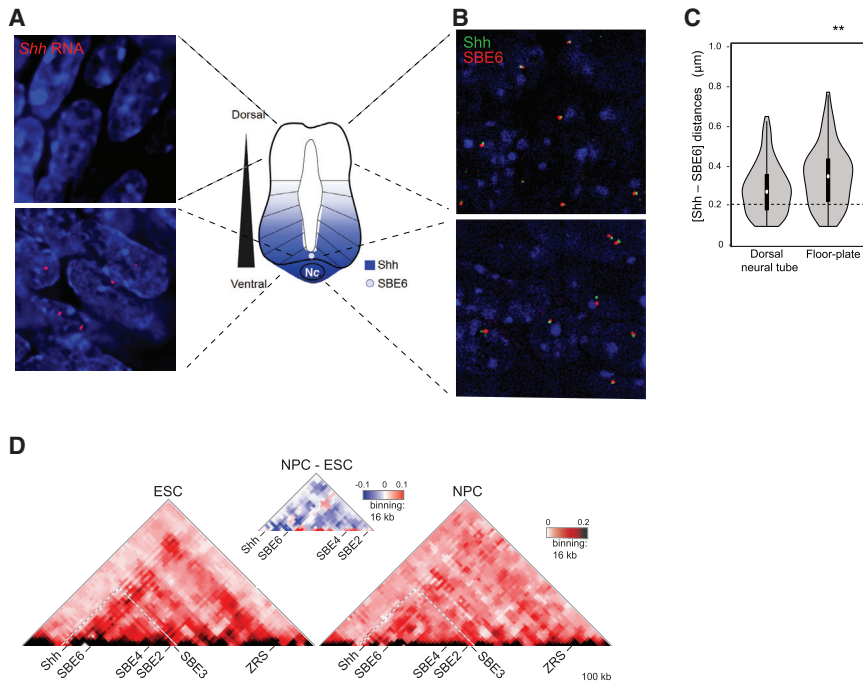 A
Shh RNA
Dorsal
Ventral
Nc
Shh
SBE6
B
Shh
SBE6
C
**
[Shh – SBE6] distances (μm)
1.0
0.8
0.6
0.4
0.2
0
Dorsal
neural tube
Floor-plate
D
ESC
NPC - ESC
-0.1 0 0.1
binning:
16 kb
Shh
SBE6
SBE4
SBE2
NPC
0 0.2
binning:
16 kb
Shh
SBE6
SBE4
SBE2
SBE3
ZRS
Shh
SBE6
SBE4
SBE2
SBE3
ZRS
100 kb